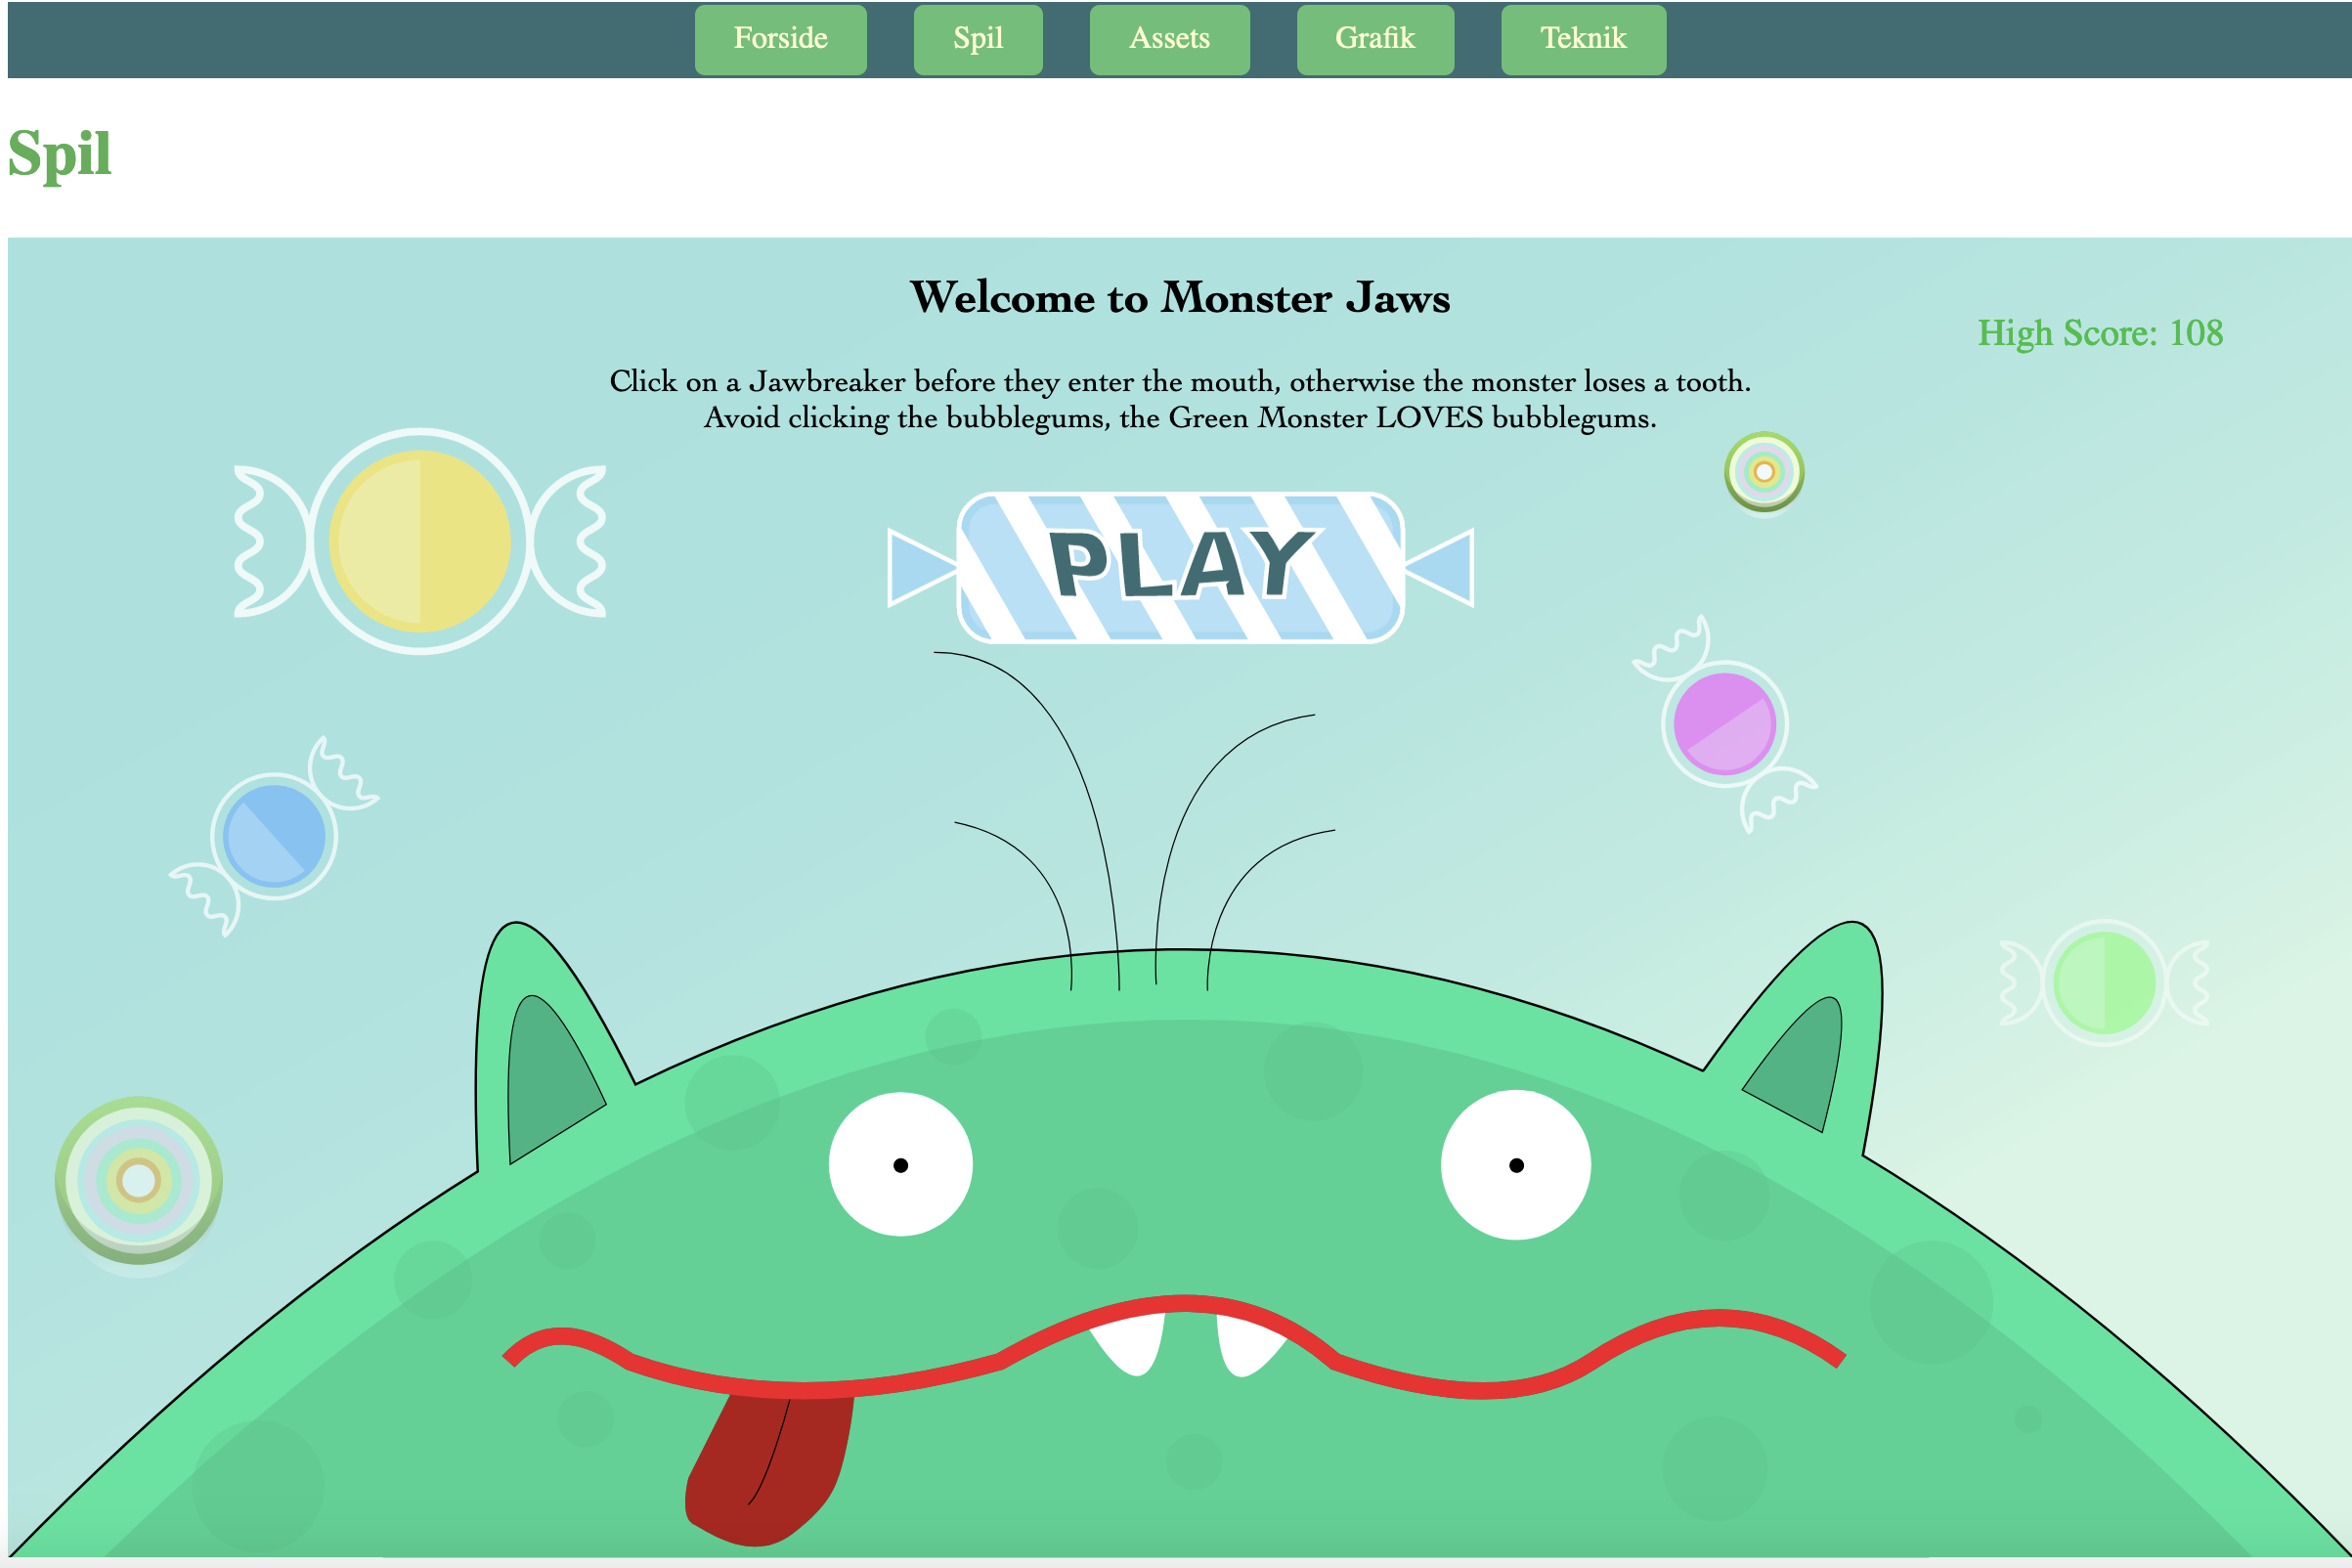 Forside Spil Assets Grafik Teknik
Spil
Welcome to Monster Jaws
High Score: 108
Click on a Jawbreaker before they enter the mouth, otherwise the monster loses a tooth.
Avoid clicking the bubblegums, the Green Monster LOVES bubblegums.
PLAY